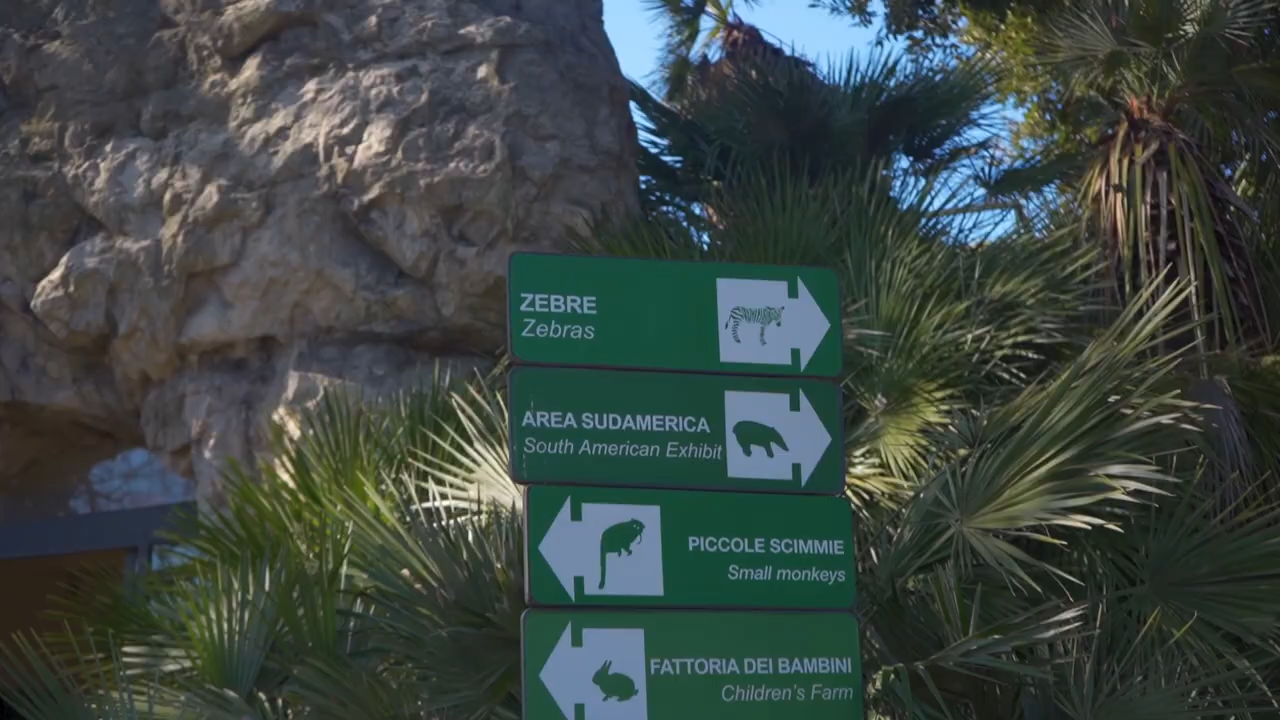 ZEBRE
Zebras
AREA SUDAMERICA
South American Exhibit
PICCOLE SCIMMIE
Small monkeys
FATTORIA DEI BAMBINI
Children's Farm